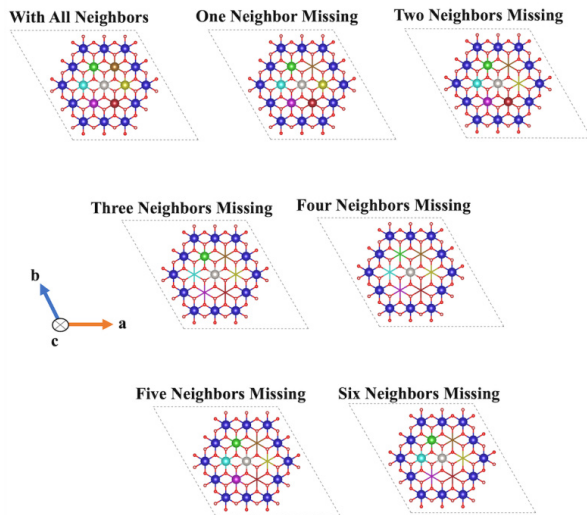 With All Neighbors
One Neighbor Missing
Two Neighbors Missing
Three Neighbors Missing
Four Neighbors Missing
b
a
c
Five Neighbors Missing
Six Neighbors Missing